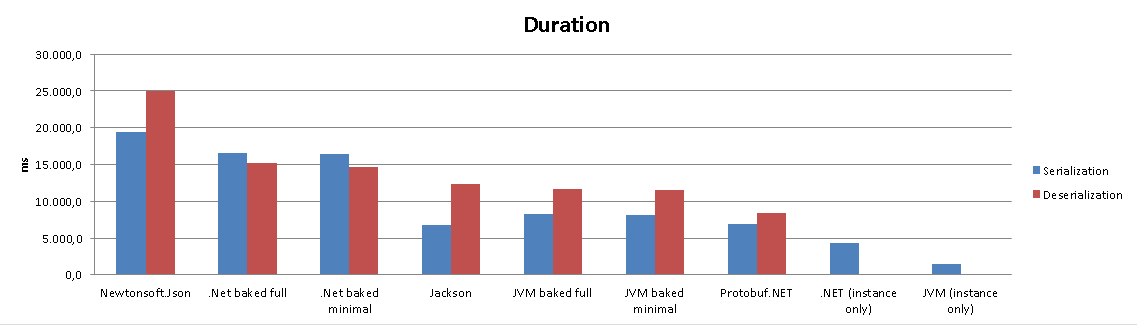 Duration
30.000,0
25.000,0
20.000,0
15.000,0
10.000,0
5.000,0
0,0
ms
Newtonsoft.Json
.Net baked full
.Net baked
minimal
Jackson
JVM baked full
JVM baked
minimal
Protobuf.NET
.NET (instance
only)
JVM (instance
only)
Serialization
Deserialization